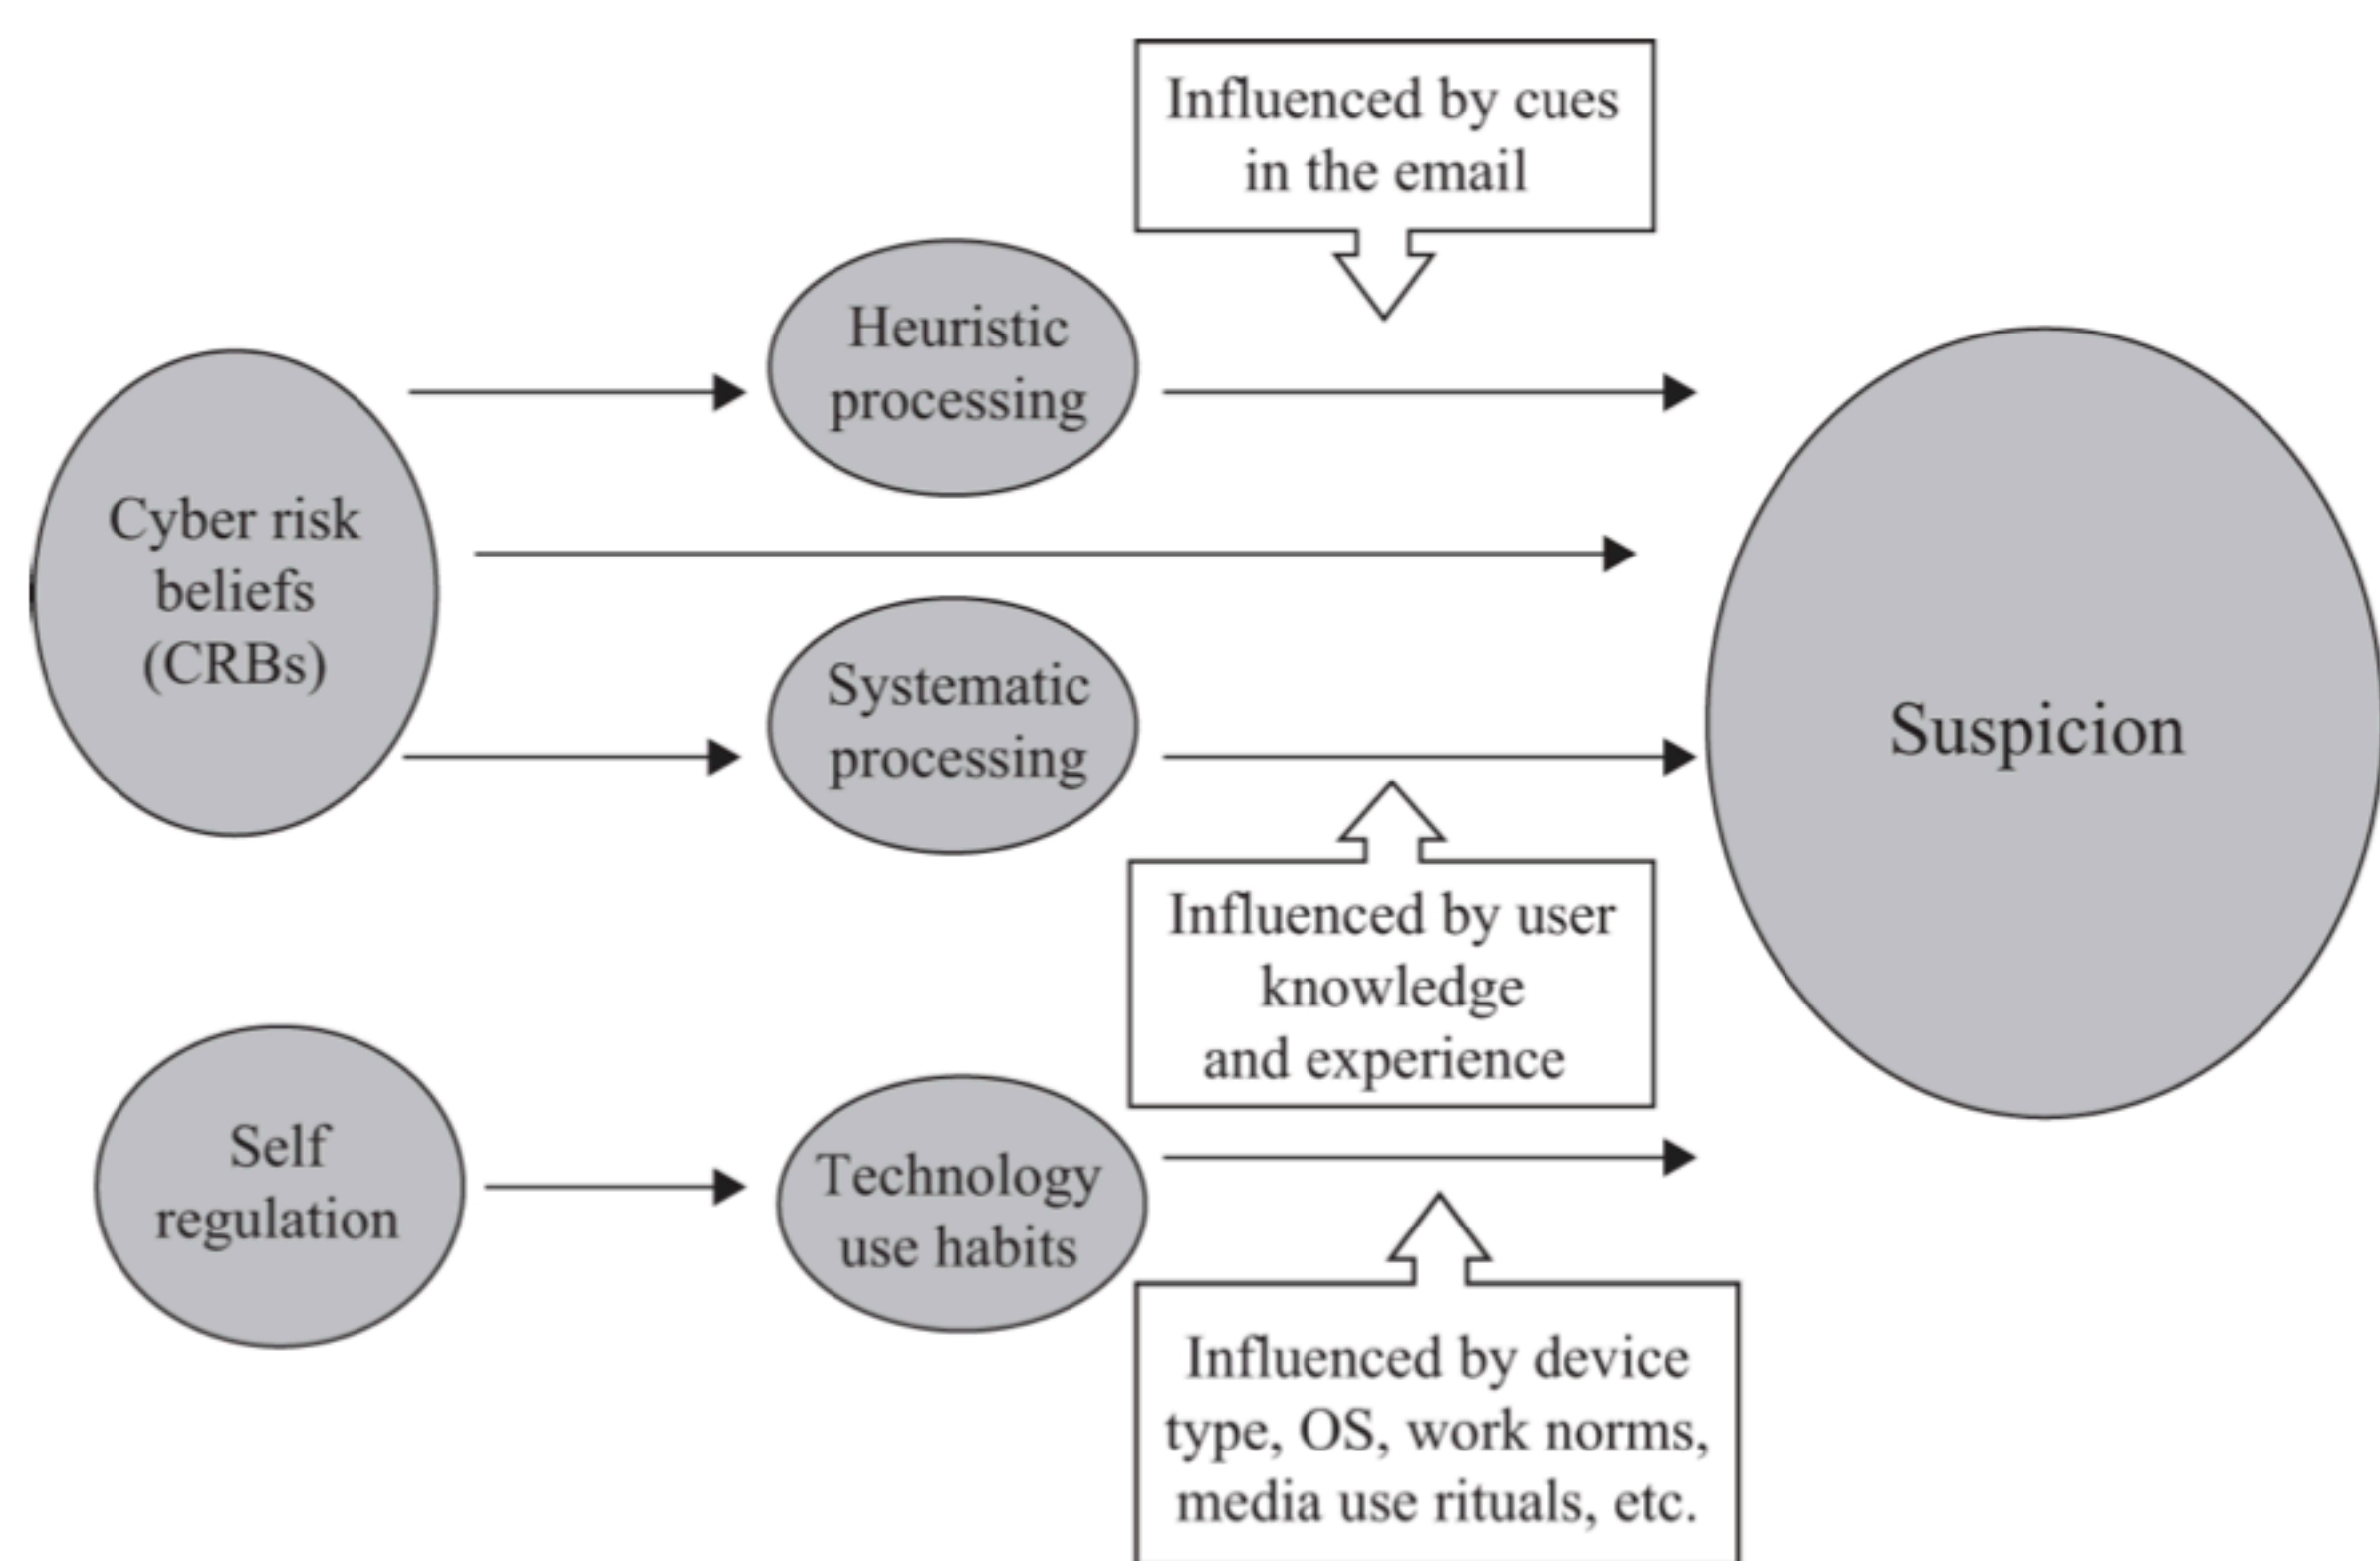 Influenced by cues
in the email
Heuristic
processing
Cyber risk
beliefs
(CRBs)
Systematic
processing
Suspicion
Influenced by user
knowledge
and experience
Self
regulation
Technology
use habits
Influenced by device
type, OS, work norms,
media use rituals, etc.